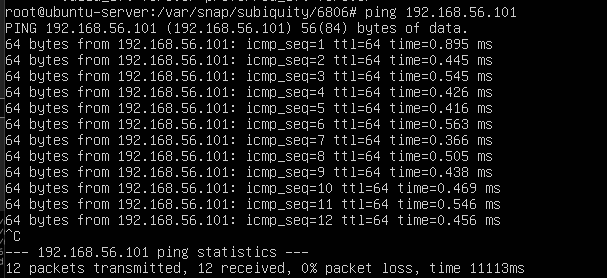 root@ubuntu-server:/var/snap/subiquity/6806# ping 192.168.56.101
PING 192.168.56.101 (192.168.56.101) 56(84) bytes of data.
64 bytes from 192.168.56.101: icmp_seq=1 ttl=64 time=0.895 ms
64 bytes from 192.168.56.101: icmp_seq=2 ttl=64 time=0.445 ms
64 bytes from 192.168.56.101: icmp_seq=3 ttl=64 time=0.545 ms
64 bytes from 192.168.56.101: icmp_seq=4 ttl=64 time=0.426 ms
64 bytes from 192.168.56.101: icmp_seq=5 ttl=64 time=0.416 ms
64 bytes from 192.168.56.101: icmp_seq=6 ttl=64 time=0.563 ms
64 bytes from 192.168.56.101: icmp_seq=7 ttl=64 time=0.366 ms
64 bytes from 192.168.56.101: icmp_seq=8 ttl=64 time=0.505 ms
64 bytes from 192.168.56.101: icmp_seq=9 ttl=64 time=0.438 ms
64 bytes from 192.168.56.101: icmp_seq=10 ttl=64 time=0.469 ms
64 bytes from 192.168.56.101: icmp_seq=11 ttl=64 time=0.546 ms
64 bytes from 192.168.56.101: icmp_seq=12 ttl=64 time=0.456 ms
^C
--- 192.168.56.101 ping statistics ---
12 packets transmitted, 12 received, 0% packet loss, time 11113ms